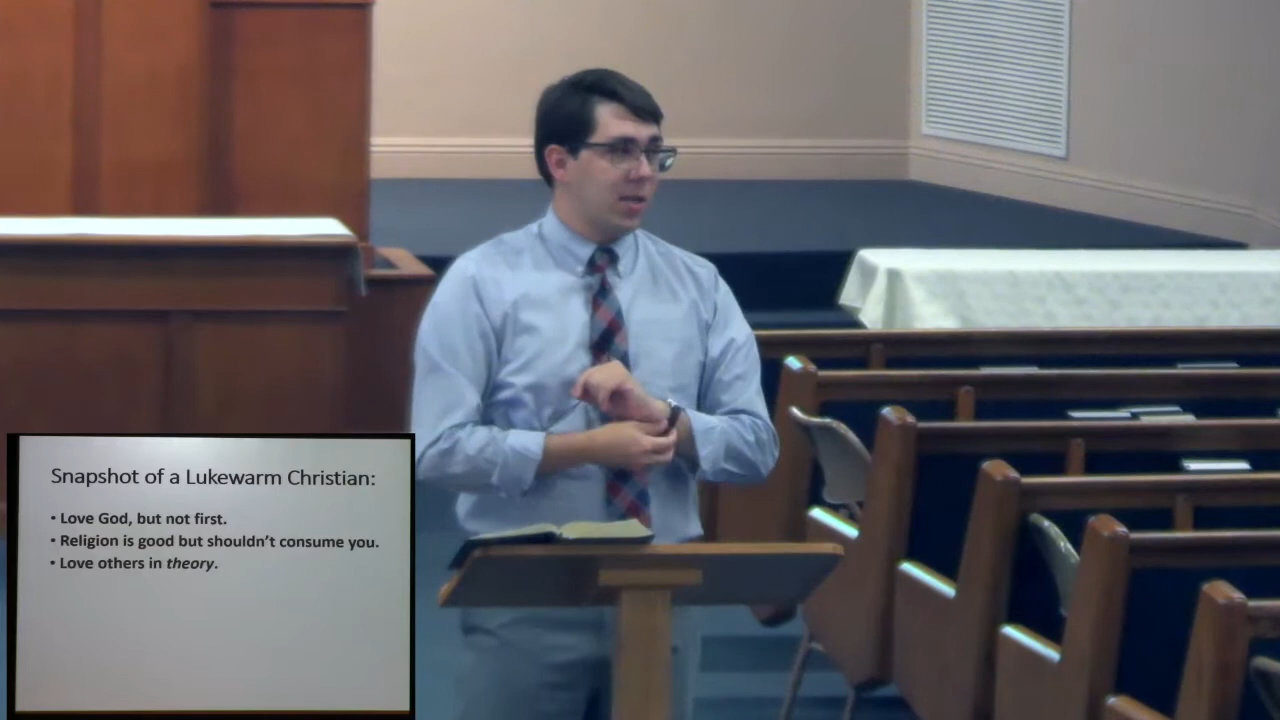 Snapshot of a Lukewarm Christian:
• Love God, but not first.
• Religion is good but shouldn't consume you.
• Love others in theory.